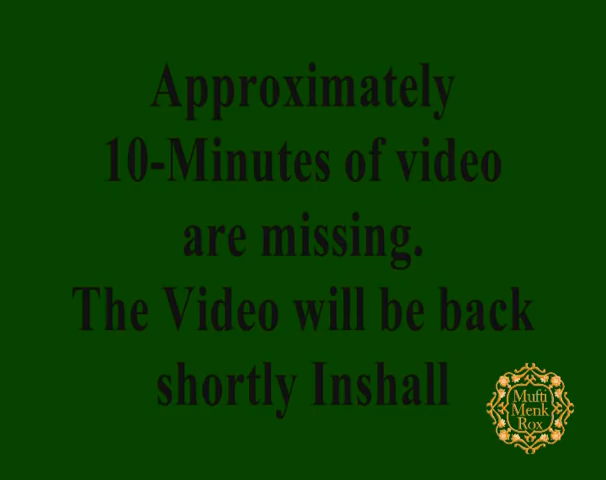 Approximately
10-Minutes of video
are missing.
The Video will be back
shortly Inshall
Mufti
Menk
Rox